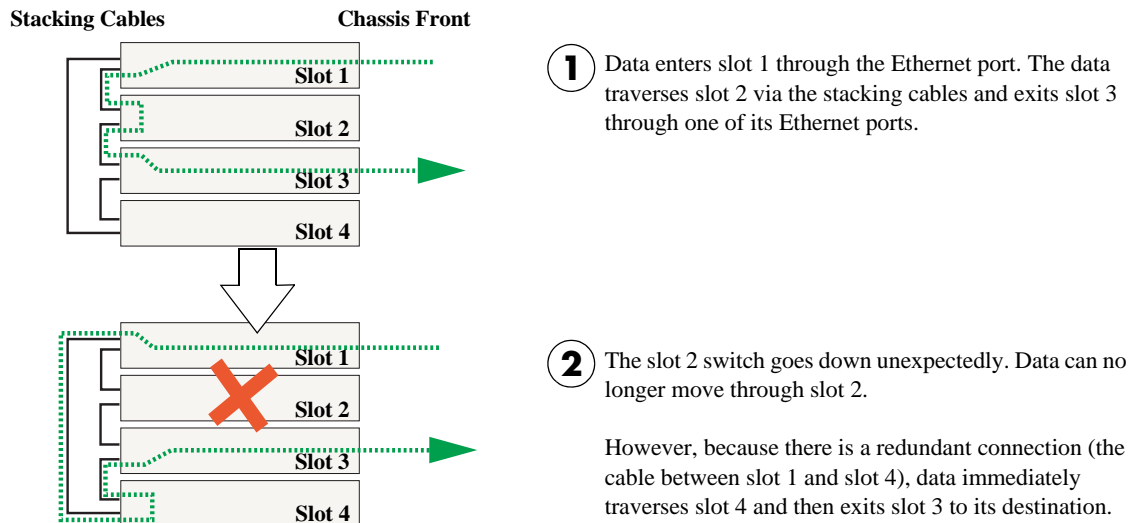 Stacking Cables
Chassis Front
Slot 1
Slot 2
Slot 3
Slot 4
1
Data enters slot 1 through the Ethernet port. The data
traverses slot 2 via the stacking cables and exits slot 3
through one of its Ethernet ports.
Slot 1
Slot 2
Slot 3
Slot 4
2
The slot 2 switch goes down unexpectedly. Data can no
longer move through slot 2.
However, because there is a redundant connection (the
cable between slot 1 and slot 4), data immediately
traverses slot 4 and then exits slot 3 to its destination.